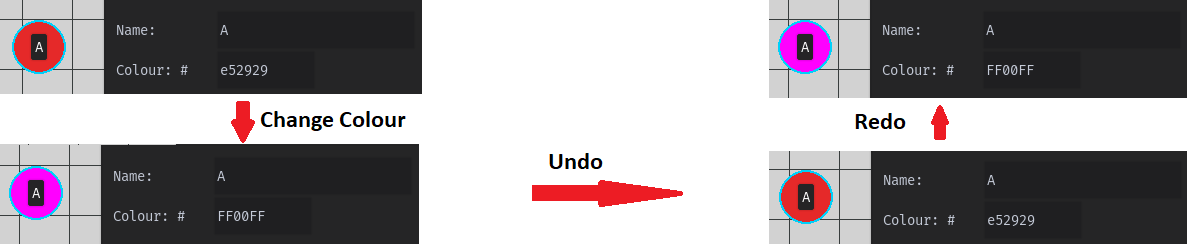 A Name: A
Colour: # e52929
Change Colour
A Name: A
Colour: # FF00FF
Undo
A Name: A
Colour: # FF00FF
Redo
A Name: A
Colour: # e52929